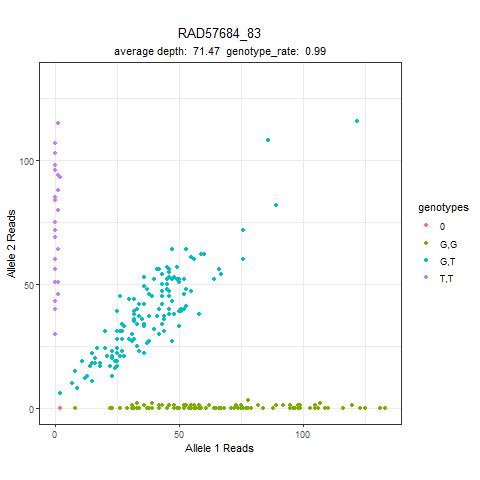 RAD57684_83
average depth:  71.47  genotype_rate:  0.99
Allele 2 Reads
100
50
0
0
50
100
Allele 1 Reads
genotypes
0
G,G
G,T
T,T